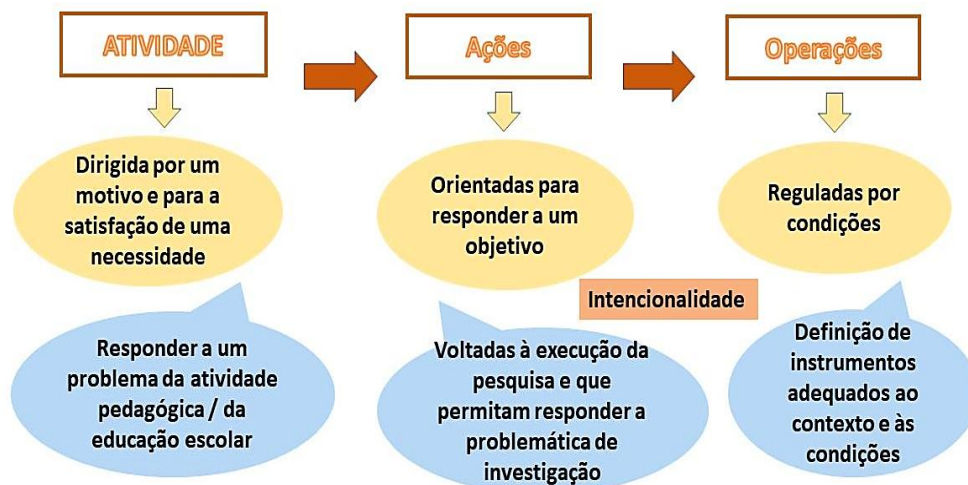 ATIVIDADE
Ações
Operações
Dirigida por um
motivo e para a
satisfação de uma
necessidade
Orientadas para
responder a um
objetivo
Reguladas por
condições
Intencionalidade
Responder a um
problema da atividade
pedagógica / da
educação escolar
Voltadas à execução da
pesquisa e que
permitam responder a
problemática de
investigação
Definição de
instrumentos
adequados ao
contexto e às
condições